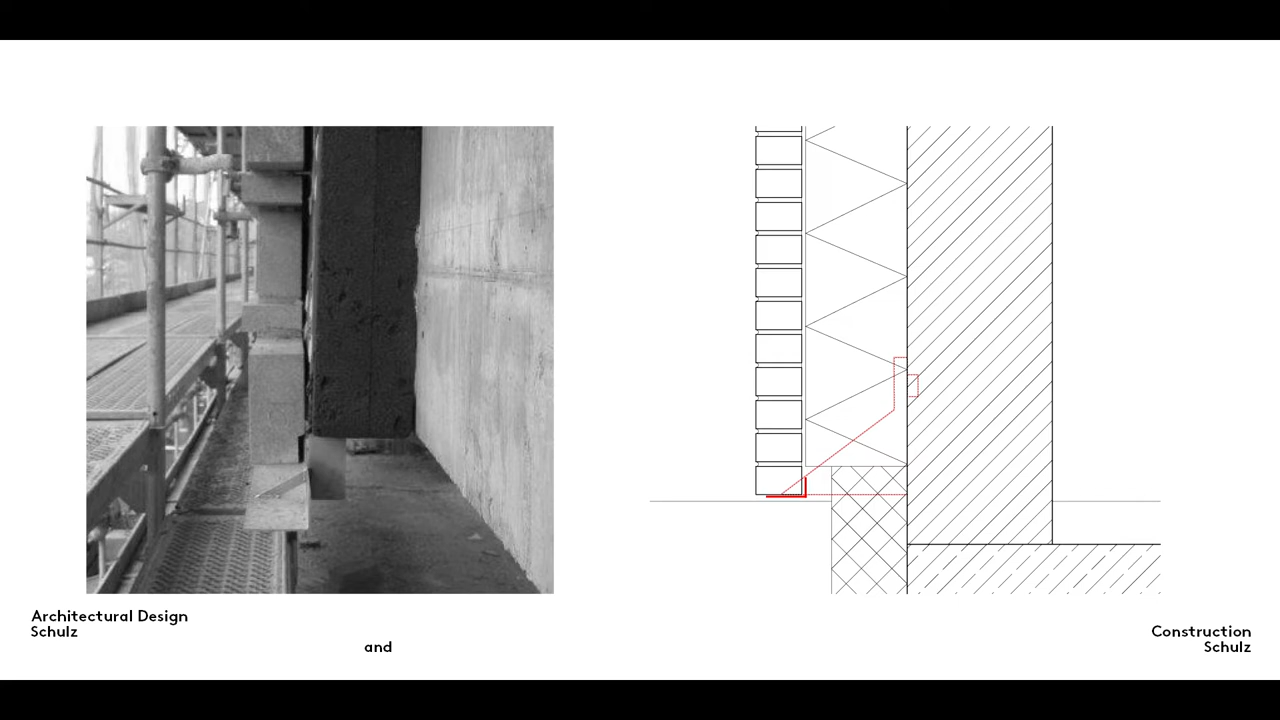 Architectural Design
Schulz
and
Construction
Schulz